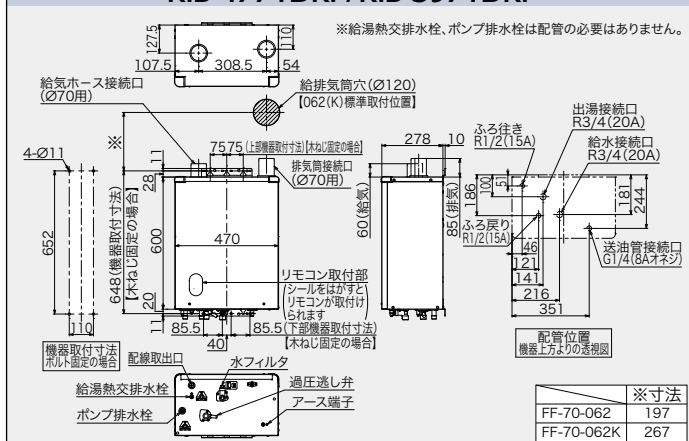 ※給湯熱交排水栓、ポンプ排水栓は配管の必要はありません。
127.5
110
107.5
308.5
54
給気ホース接続口
(Ø70用)
給排気筒穴(Ø120)
【062(K)標準取付位置】
※
75 75
(上部機器取付寸法)【木ねじ固定の場合】
排気筒接続口
(Ø70用)
4-Ø11
11
28
652
648(機器取付寸法)
【木ねじ固定の場合】
600
470
リモコン取付部
(シールをはがすと
リモコンが取付け
られます)
20
11
110
85.5
40
85.5(下部機器取付寸法)
【木ねじ固定の場合】
機器取付寸法
ボルト固定の場合
278
10
60(給気)
85(排気)
出湯接続口
R3/4(20A)
ふろ往き
R1/2(15A)
給水接続口
R3/4(20A)
186
100
51
181
244
ふろ戻り
R1/2(15A)
46
121
141
216
351
送油管接続口
G1/4(8Aオネジ)
配管位置
機器上方よりの透視図
配線取出口
水フィルタ
給湯熱交排水栓
過圧逃し弁
ポンプ排水栓
アース端子
※寸法
FF-70-062 197
FF-70-062K 267